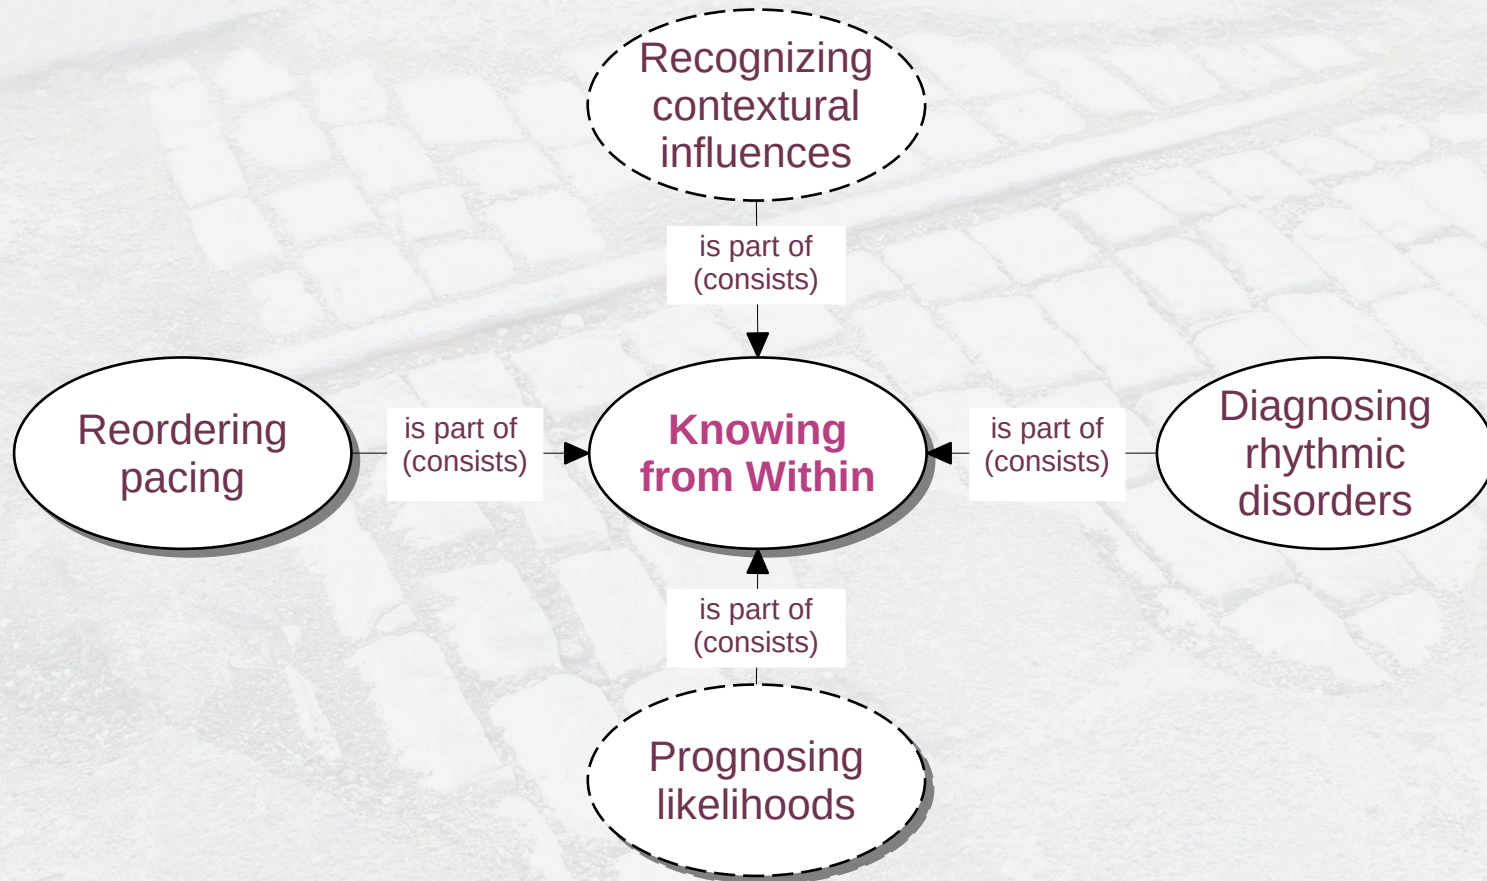 Recognizing
contextural
influences
is part of
(consists)
Reordering
pacing
is part of
(consists)
Knowing
from Within
is part of
(consists)
Diagnosing
rhythmic
disorders
is part of
(consists)
Prognosing
likelihoods